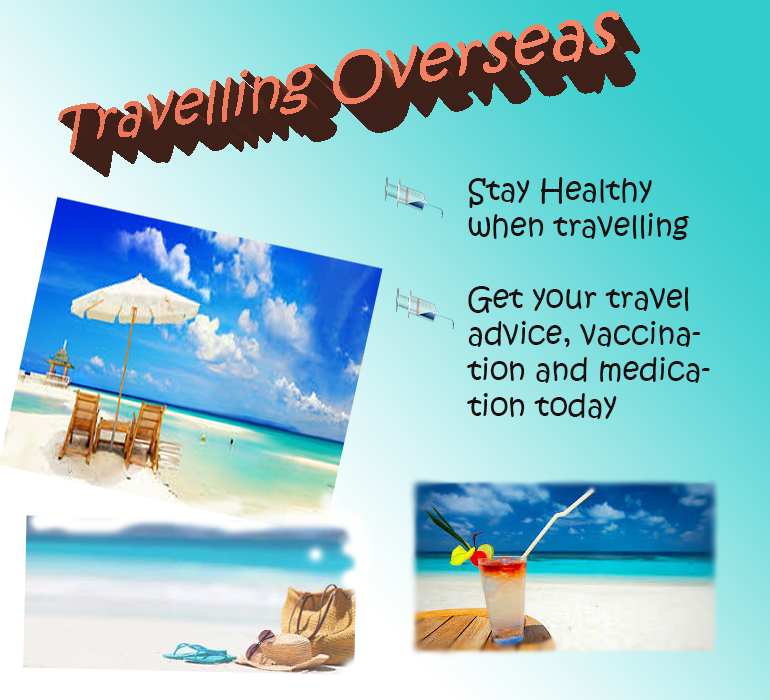 Travelling Overseas
Stay Healthy
when travelling
Get your travel
advice, vaccina-
tion and medica-
tion today